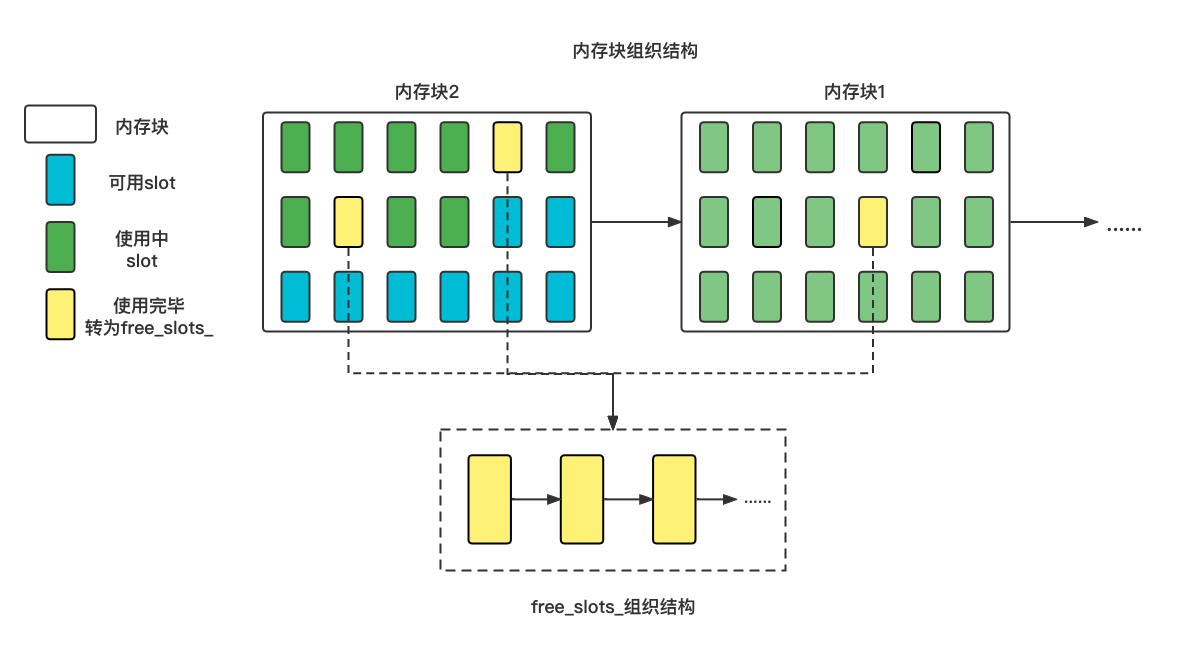 内存块组织结构
内存块2
内存块1
内存块
可用slot
使用中
slot
使用完毕
转为free_slots_
......
......
free_slots_组织结构